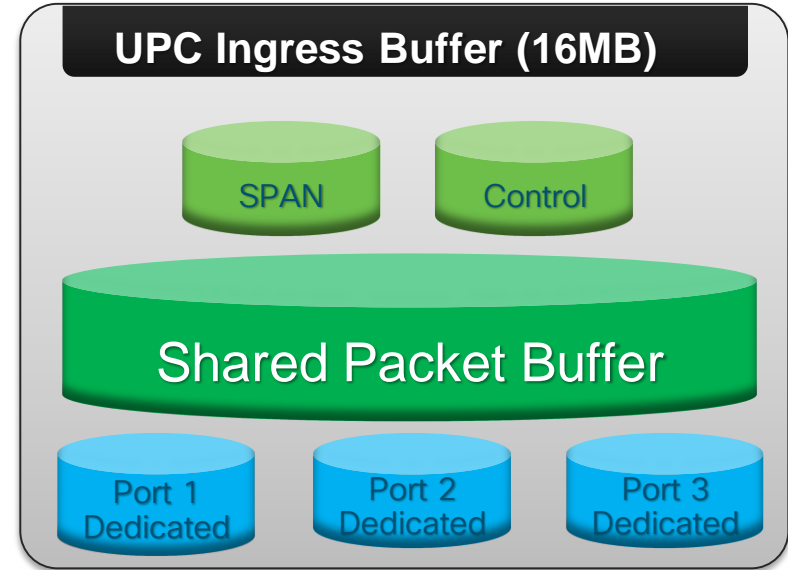 UPC Ingress Buffer (16MB)
SPAN
Control
Shared Packet Buffer
Port 1
Dedicated
Port 2
Dedicated
Port 3
Dedicated